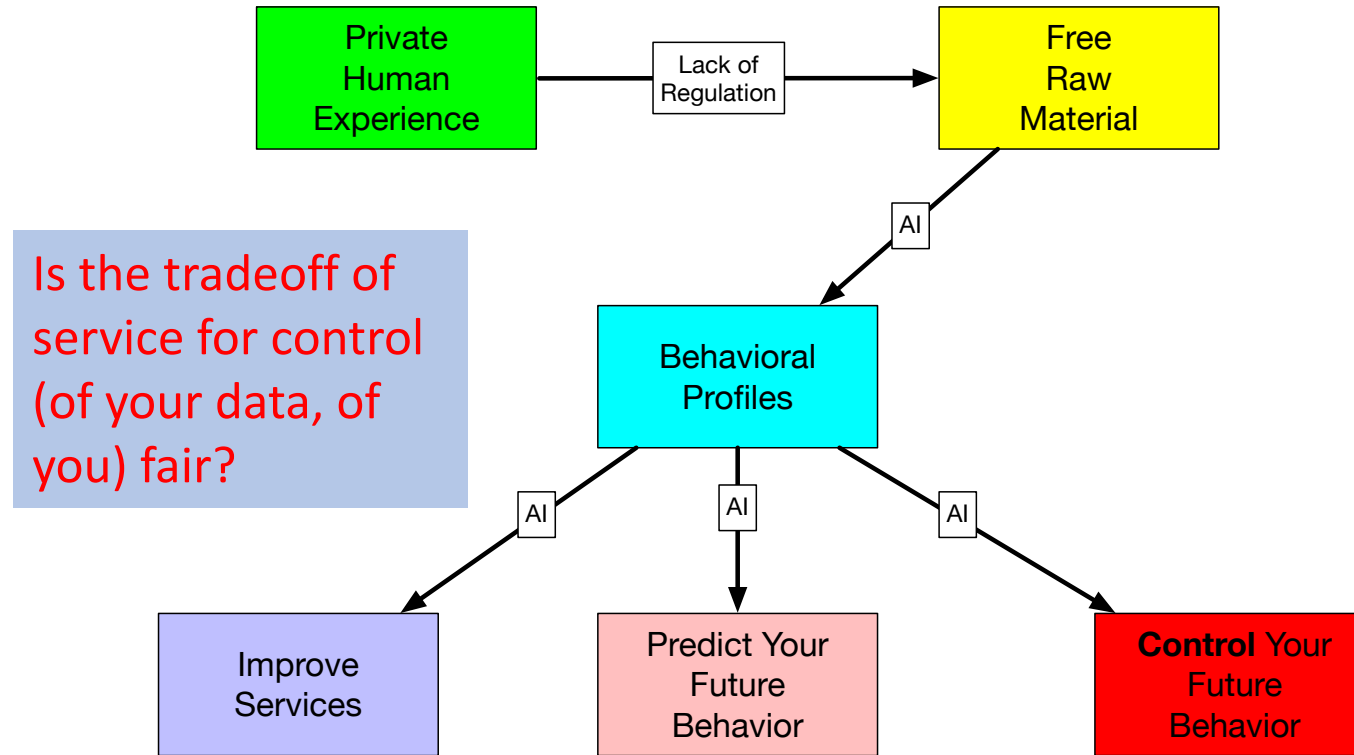 Private
Human
Experience
Lack of
Regulation
Free
Raw
Material
AI
Is the tradeoff of
service for control
(of your data, of
you) fair?
Behavioral
Profiles
AI
AI
AI
Improve
Services
Predict Your
Future
Behavior
Control Your
Future
Behavior